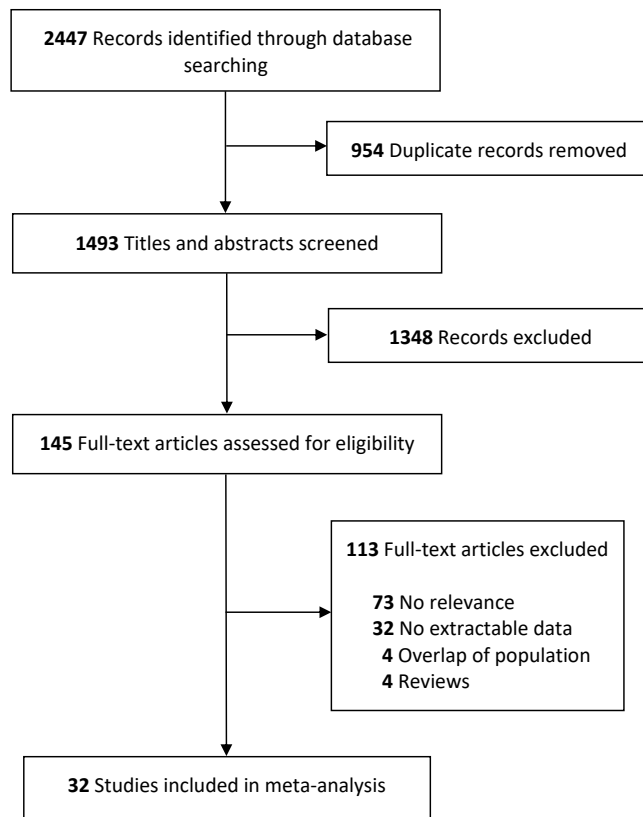 2447 Records identified through database
searching
954 Duplicate records removed
1493 Titles and abstracts screened
1348 Records excluded
145 Full-text articles assessed for eligibility
113 Full-text articles excluded
73 No relevance
32 No extractable data
4 Overlap of population
4 Reviews
32 Studies included in meta-analysis